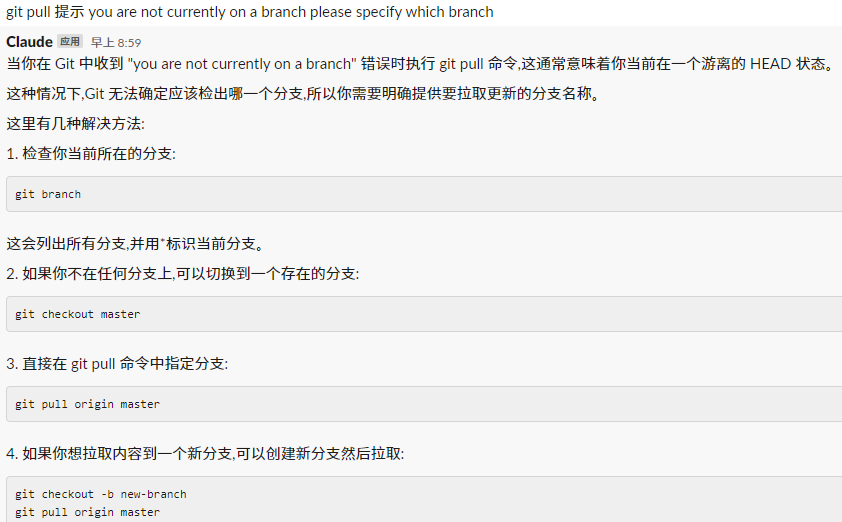 git pull 提示 you are not currently on a branch please specify which branch
Claude 应用 早上 8:59
当你在 Git 中收到 "you are not currently on a branch" 错误时执行 git pull 命令,这通常意味着你当前在一个游离的 HEAD 状态。
这种情况下,Git 无法确定应该检出哪一个分支,所以你需要明确提供要拉取更新的分支名称。
这里有几种解决方法:
1. 检查你当前所在的分支:
git branch
这会列出所有分支,并用*标识当前分支。
2. 如果你不在任何分支上,可以切换到一个存在的分支:
git checkout master
3. 直接在 git pull 命令中指定分支:
git pull origin master
4. 如果你想拉取内容到一个新分支,可以创建新分支然后拉取:
git checkout -b new-branch
git pull origin master